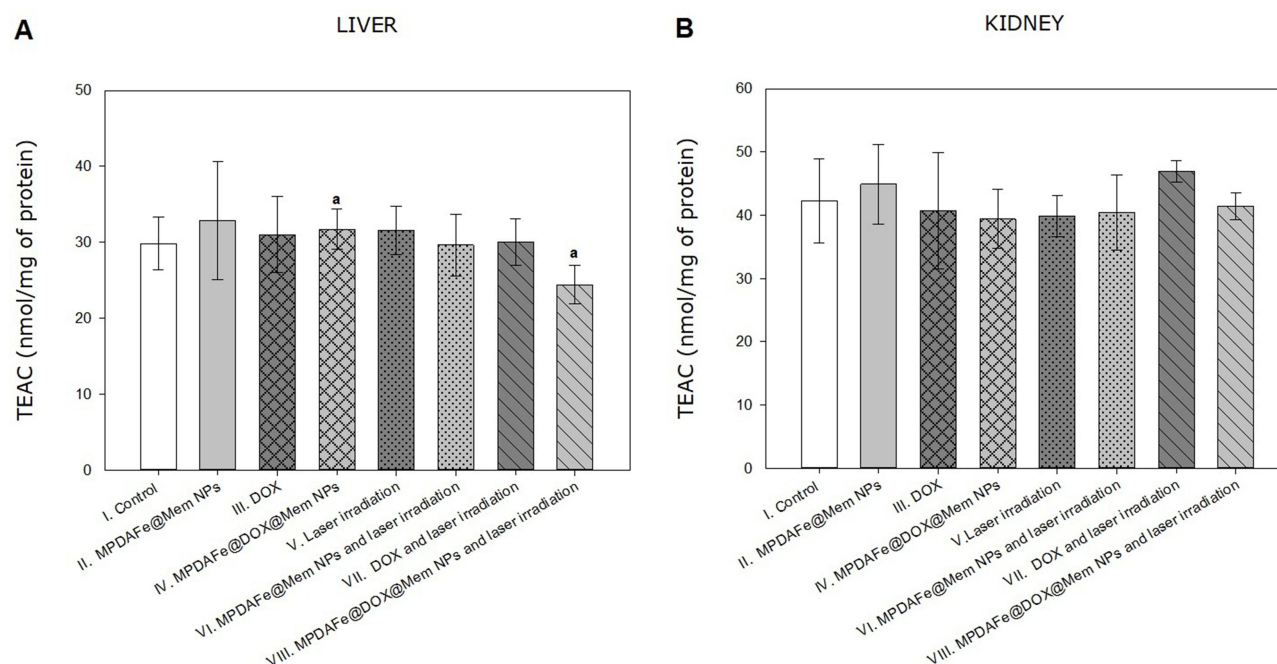 A
LIVER
TEAC (nmol/mg of protein)
50
40
30
20
10
0
a
a
I. Control
II. MPDAFe@Mem NPs
III. DOX
IV. MPDAFe@DOX@Mem NPs
V. Laser irradiation
VI. MPDAFe@Mem NPs and laser irradiation
VII. DOX and laser irradiation
VIII. MPDAFe@DOX@Mem NPs and laser irradiation
B
KIDNEY
TEAC (nmol/mg of protein)
60
50
40
30
20
10
0
I. Control
II. MPDAFe@Mem NPs
III. DOX
IV. MPDAFe@DOX@Mem NPs
V.Laser irradiation
VI. MPDAFe@Mem NPs and laser irradiation
VII. DOX and laser irradiation
VIII. MPDAFe@DOX@Mem NPs and laser irradiation